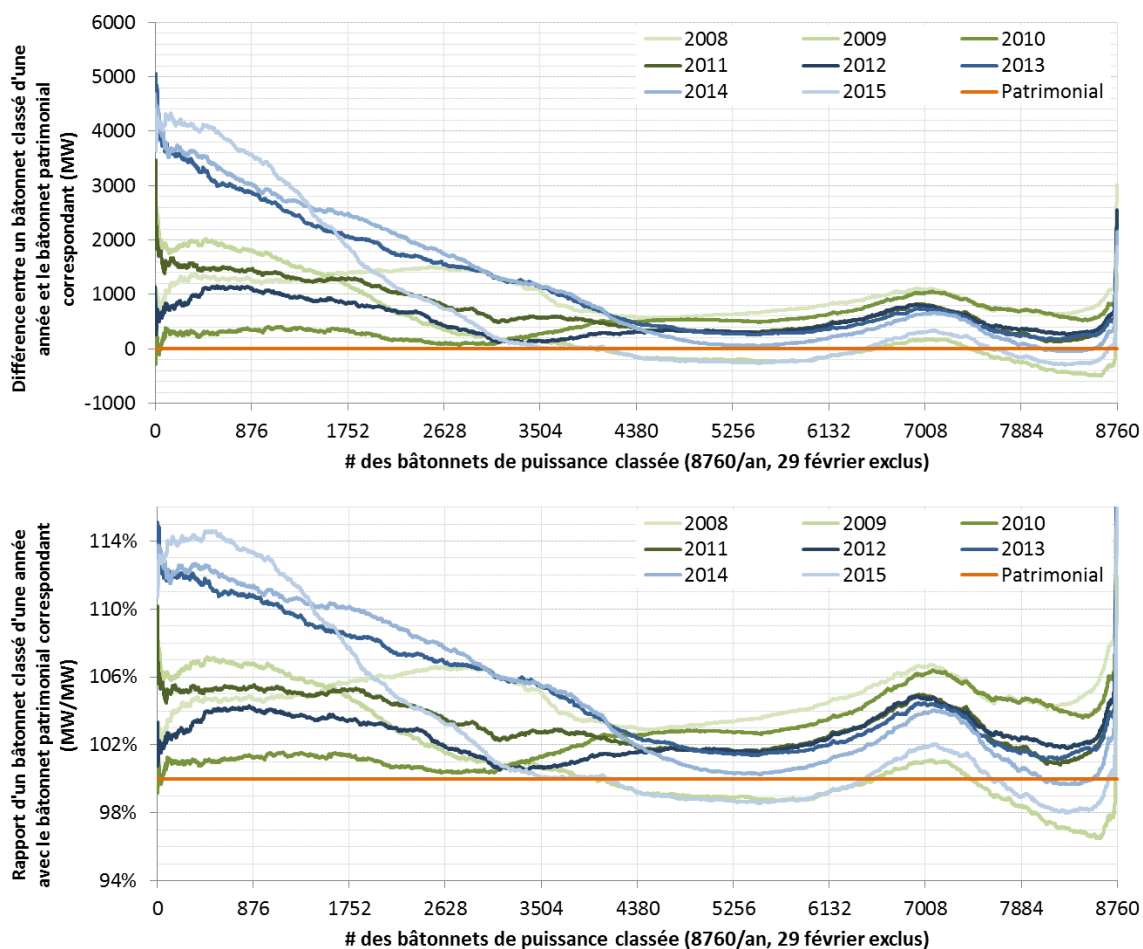 Différence entre un bâtonnet classé d'une
année et le bâtonnet patrimonial
correspondant (MW)
6000
5000
4000
3000
2000
1000
0
-1000
2008 2009 2010
2011 2012 2013
2014 2015 Patrimonial
0 876 1752 2628 3504 4380 5256 6132 7008 7884 8760
# des bâtonnets de puissance classée (8760/an, 29 février exclus)
Rapport d'un bâtonnet classé d'une année
avec le bâtonnet patrimonial correspondant
(MW/MW)
114%
110%
106%
102%
98%
94%
2008 2009 2010
2011 2012 2013
2014 2015 Patrimonial
0 876 1752 2628 3504 4380 5256 6132 7008 7884 8760
# des bâtonnets de puissance classée (8760/an, 29 février exclus)